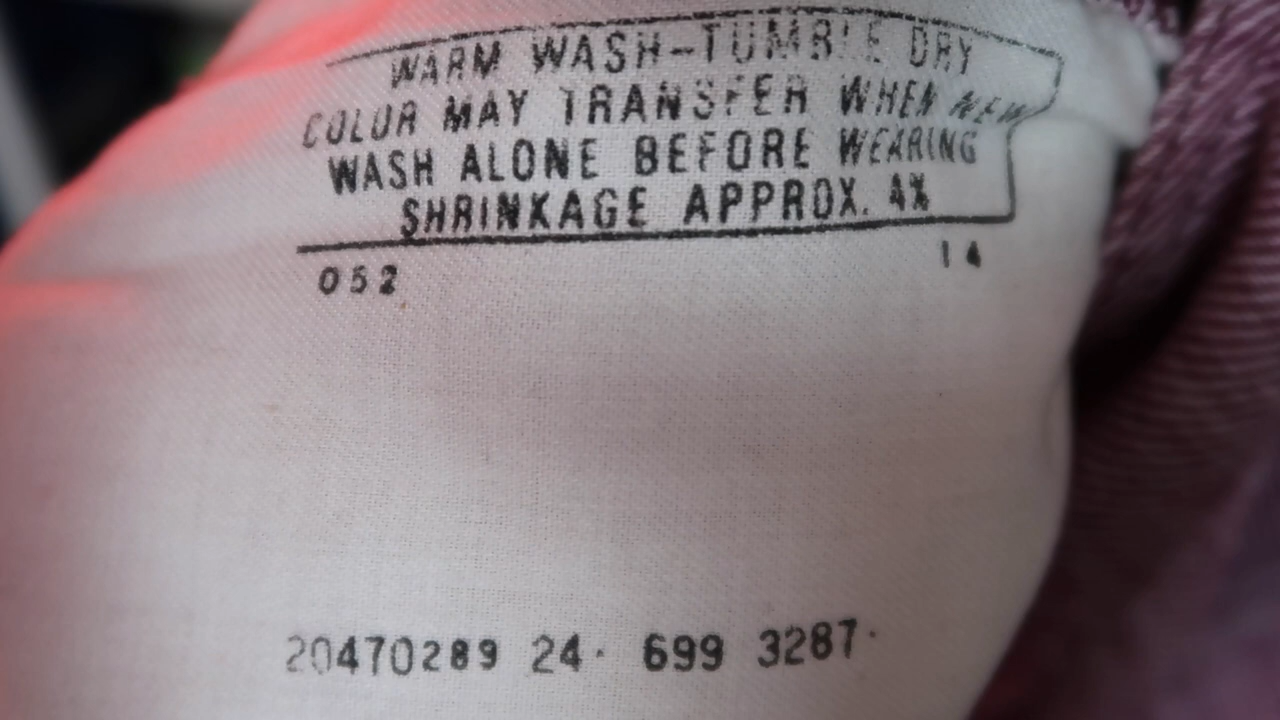 WARM WASH-TUMBLE DRY
COLOR MAY TRANSFER WHEN NEW
WASH ALONE BEFORE WEARING
SHRINKAGE APPROX. 4%
052 14
20470289 24· 699 3287·